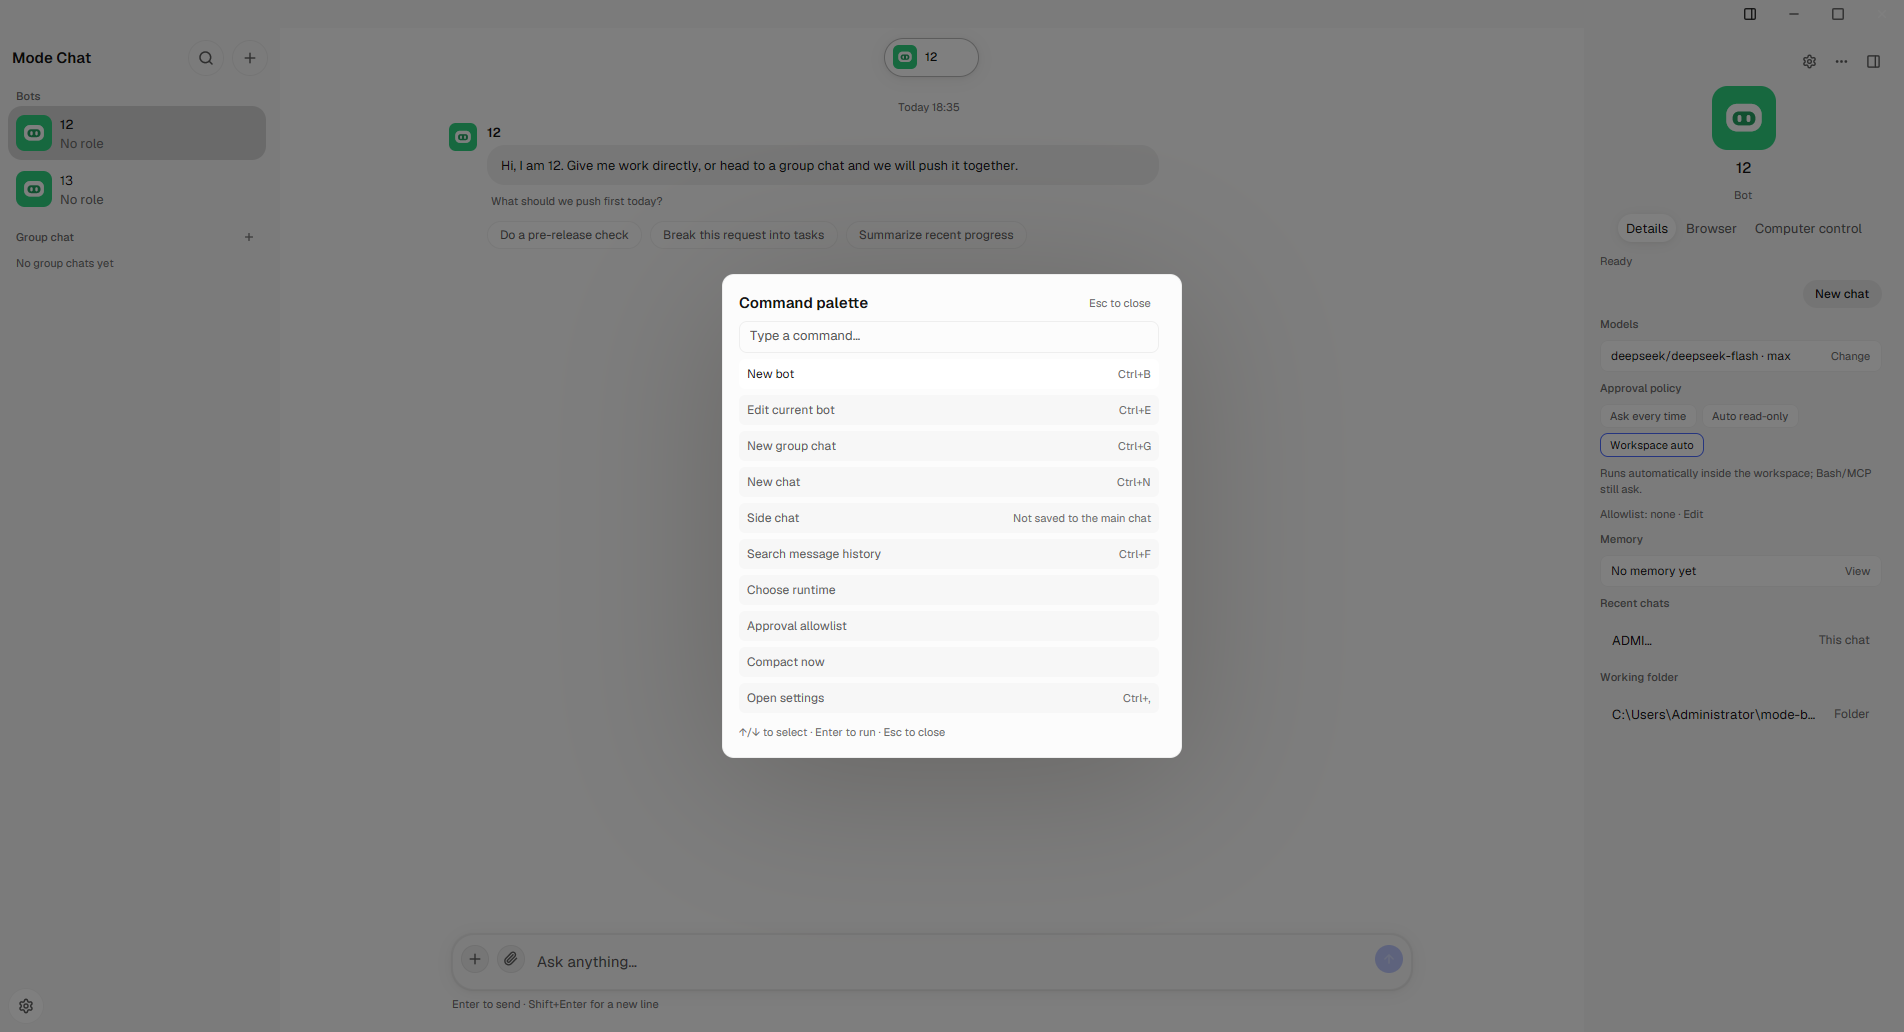 Mode Chat
Bots
12
No role
13
No role
Group chat
No group chats yet
12
Today 18:35
12
Hi, I am 12. Give me work directly, or head to a group chat and we will push it together.
What should we push first today?
Do a pre-release check
Break this request into tasks
Summarize recent progress
Command palette
Esc to close
Type a command...
New bot
Ctrl+B
Edit current bot
Ctrl+E
New group chat
Ctrl+G
New chat
Ctrl+N
Side chat
Not saved to the main chat
Search message history
Ctrl+F
Choose runtime
Approval allowlist
Compact now
Open settings
Ctrl+,
↑/↓ to select · Enter to run · Esc to close
Ask anything...
Enter to send · Shift+Enter for a new line
12
Bot
Details
Browser
Computer control
Ready
New chat
Models
deepseek/deepseek-flash · max
Change
Approval policy
Ask every time
Auto read-only
Workspace auto
Runs automatically inside the workspace; Bash/MCP
still ask.
Allowlist: none · Edit
Memory
No memory yet
View
Recent chats
ADMI...
This chat
Working folder
C:\Users\Administrator\mode-b...
Folder